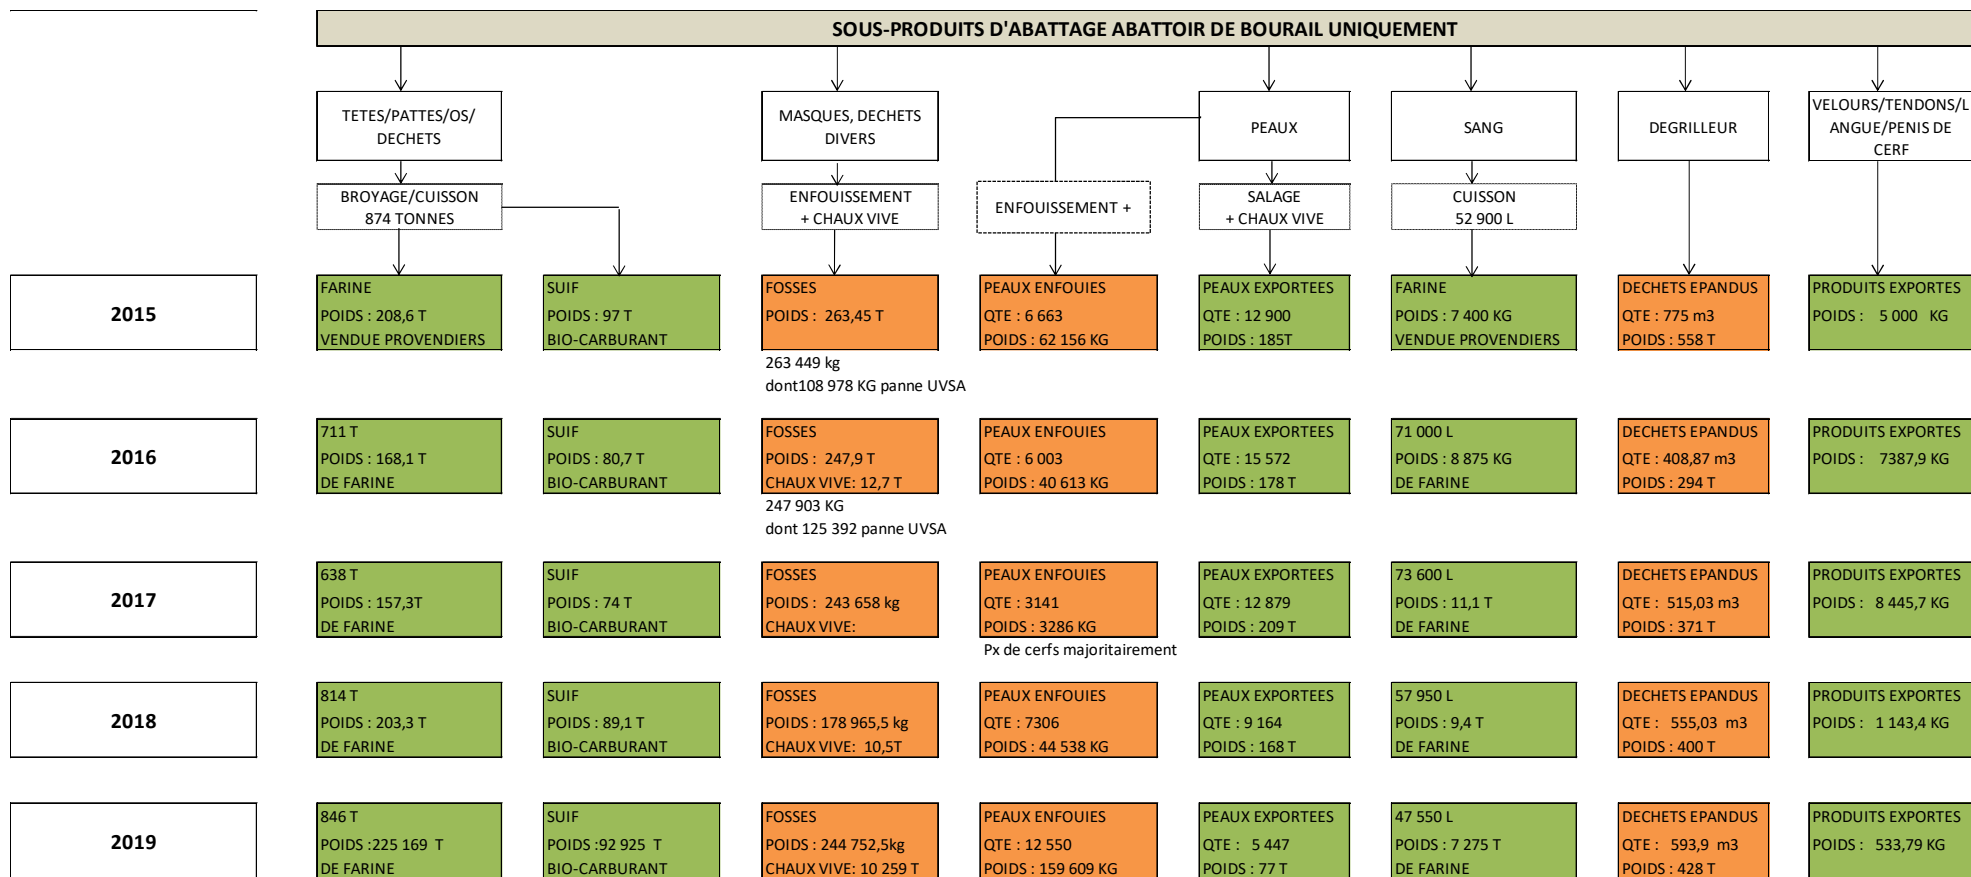 SOUS-PRODUITS D'ABATTAGE ABATTOIR DE BOURAIL UNIQUEMENT
TETES/PATTES/OS/
DECHETS
MASQUES, DECHETS
DIVERS
PEAUX
SANG
DEGRILLEUR
VELOURS/TENDONS/L
ANGUE/PENIS DE
CERF
BROYAGE/CUISSON
874 TONNES
ENFOUISSEMENT
+ CHAUX VIVE
ENFOUISSEMENT +
SALAGE
+ CHAUX VIVE
CUISSON
52 900 L
2015
FARINE
POIDS : 208,6 T
VENDUE PROVENDIERS
SUIF
POIDS : 97 T
BIO-CARBURANT
FOSSES
POIDS : 263,45 T
263 449 kg
dont108 978 KG panne UVSA
PEAUX ENFOUIES
QTE : 6 663
POIDS : 62 156 KG
PEAUX EXPORTEES
QTE : 12 900
POIDS : 185T
FARINE
POIDS : 7 400 KG
VENDUE PROVENDIERS
DECHETS EPANDUS
QTE : 775 m3
POIDS : 558 T
PRODUITS EXPORTES
POIDS : 5 000 KG
2016
711 T
POIDS : 168,1 T
DE FARINE
SUIF
POIDS : 80,7 T
BIO-CARBURANT
FOSSES
POIDS : 247,9 T
CHAUX VIVE: 12,7 T
247 903 KG
dont 125 392 panne UVSA
PEAUX ENFOUIES
QTE : 6 003
POIDS : 40 613 KG
PEAUX EXPORTEES
QTE : 15 572
POIDS : 178 T
71 000 L
POIDS : 8 875 KG
DE FARINE
DECHETS EPANDUS
QTE : 408,87 m3
POIDS : 294 T
PRODUITS EXPORTES
POIDS : 7387,9 KG
2017
638 T
POIDS : 157,3T
DE FARINE
SUIF
POIDS : 74 T
BIO-CARBURANT
FOSSES
POIDS : 243 658 kg
CHAUX VIVE:
PEAUX ENFOUIES
QTE : 3141
POIDS : 3286 KG
Px de cerfs majoritairement
PEAUX EXPORTEES
QTE : 12 879
POIDS : 209 T
73 600 L
POIDS : 11,1 T
DE FARINE
DECHETS EPANDUS
QTE : 515,03 m3
POIDS : 371 T
PRODUITS EXPORTES
POIDS : 8 445,7 KG
2018
814 T
POIDS : 203,3 T
DE FARINE
SUIF
POIDS : 89,1 T
BIO-CARBURANT
FOSSES
POIDS : 178 965,5 kg
CHAUX VIVE: 10,5T
PEAUX ENFOUIES
QTE : 7306
POIDS : 44 538 KG
PEAUX EXPORTEES
QTE : 9 164
POIDS : 168 T
57 950 L
POIDS : 9,4 T
DE FARINE
DECHETS EPANDUS
QTE : 555,03 m3
POIDS : 400 T
PRODUITS EXPORTES
POIDS : 1 143,4 KG
2019
846 T
POIDS :225 169 T
DE FARINE
SUIF
POIDS :92 925 T
BIO-CARBURANT
FOSSES
POIDS : 244 752,5kg
CHAUX VIVE: 10 259 T
PEAUX ENFOUIES
QTE : 12 550
POIDS : 159 609 KG
PEAUX EXPORTEES
QTE : 5 447
POIDS : 77 T
47 550 L
POIDS : 7 275 T
DE FARINE
DECHETS EPANDUS
QTE : 593,9 m3
POIDS : 428 T
PRODUITS EXPORTES
POIDS : 533,79 KG